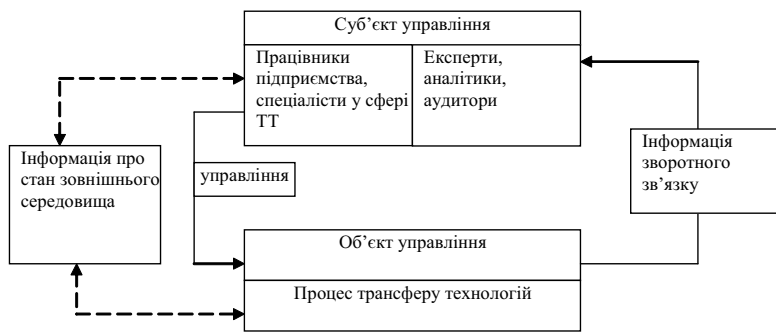 Суб’єкт управління
Працівники
підприємства,
спеціалісти у сфері
ТТ
Експерти,
аналітики,
аудитори
Інформація про
стан зовнішнього
середовища
управління
Інформація
зворотного
зв’язку
Об’єкт управління
Процес трансферу технологій